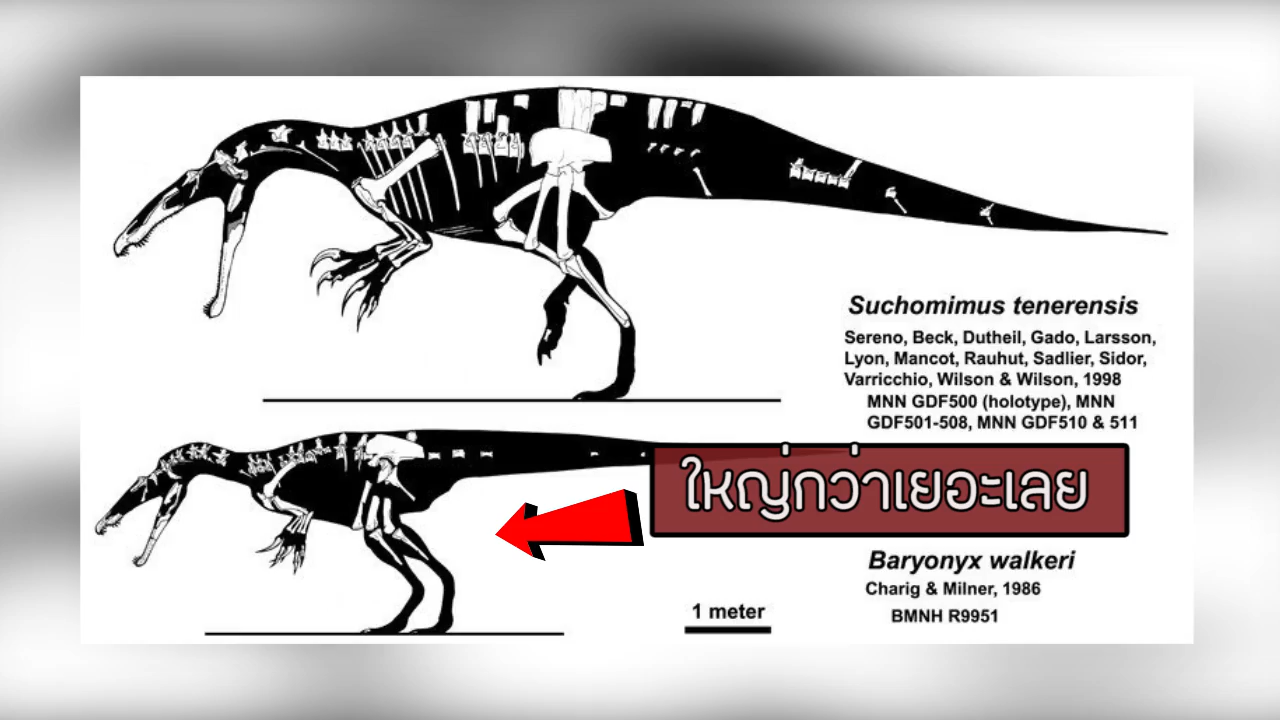 Suchomimus tenerensis
Sereno, Beck, Dutheil, Gado, Larsson,
Lyon, Mancot, Rauhut, Sadlier, Sidor,
Varricchio, Wilson & Wilson, 1998
MNN GDF500 (holotype), MNN
GDF501-508, MNN GDF510 & 511
ใหญ่กว่าเยอะเลย
Baryonyx walkeri
Charig & Milner, 1986
BMNH R9951
1 meter